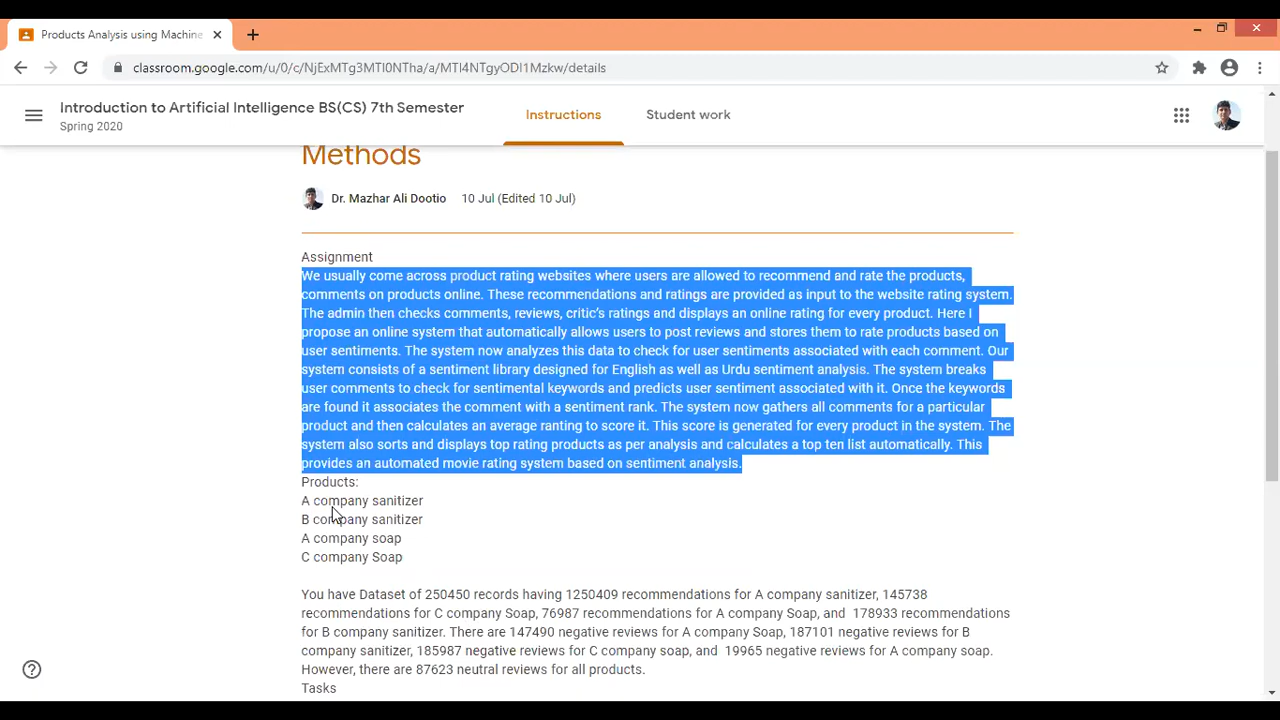 Products Analysis using Machine
classroom.google.com/u/0/c/NjExMTg3MTI0NTha/a/MTI4NTgyODI1Mzkw/details
Introduction to Artificial Intelligence BS(CS) 7th Semester
Spring 2020
Instructions
Student work
Methods
Dr. Mazhar Ali Dootio 10 Jul (Edited 10 Jul)
Assignment
We usually come across product rating websites where users are allowed to recommend and rate the products,
comments on products online. These recommendations and ratings are provided as input to the website rating system.
The admin then checks comments, reviews, critic's ratings and displays an online rating for every product. Here I
propose an online system that automatically allows users to post reviews and stores them to rate products based on
user sentiments. The system now analyzes this data to check for user sentiments associated with each comment. Our
system consists of a sentiment library designed for English as well as Urdu sentiment analysis. The system breaks
user comments to check for sentimental keywords and predicts user sentiment associated with it. Once the keywords
are found it associates the comment with a sentiment rank. The system now gathers all comments for a particular
product and then calculates an average ranting to score it. This score is generated for every product in the system. The
system also sorts and displays top rating products as per analysis and calculates a top ten list automatically. This
provides an automated movie rating system based on sentiment analysis.
Products:
A company sanitizer
B company sanitizer
A company soap
C company Soap
You have Dataset of 250450 records having 1250409 recommendations for A company sanitizer, 145738
recommendations for C company Soap, 76987 recommendations for A company Soap, and 178933 recommendations
for B company sanitizer. There are 147490 negative reviews for A company Soap, 187101 negative reviews for B
company sanitizer, 185987 negative reviews for C company soap, and 19965 negative reviews for A company soap.
However, there are 87623 neutral reviews for all products.
Tasks